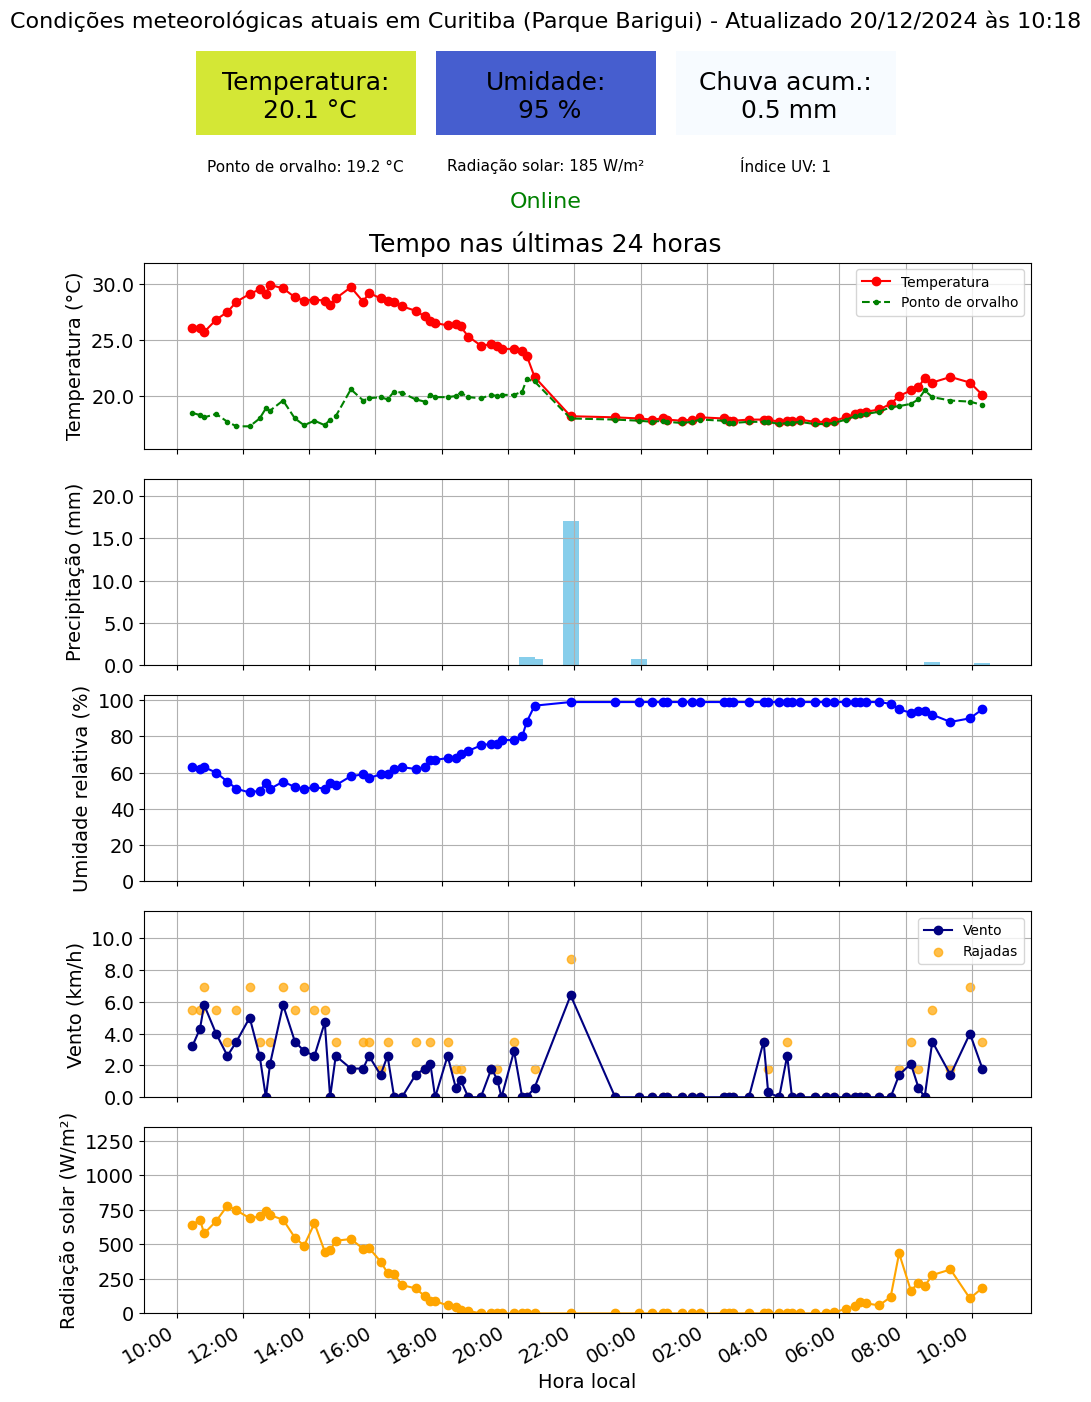 Condições meteorológicas atuais em Curitiba (Parque Barigui) - Atualizado 20/12/2024 às 10:18
Temperatura:
20.1 °C
Umidade:
95 %
Chuva acum.:
0.5 mm
Ponto de orvalho: 19.2 °C
Radiação solar: 185 W/m²
Índice UV: 1
Online
Tempo nas últimas 24 horas
Temperatura (°C)
30.0
25.0
20.0
Temperatura
Ponto de orvalho
Precipitação (mm)
20.0
15.0
10.0
5.0
0.0
Umidade relativa (%)
100
80
60
40
20
0
Vento (km/h)
10.0
8.0
6.0
4.0
2.0
0.0
Vento
Rajadas
Radiação solar (W/m²)
1250
1000
750
500
250
0
10:00
12:00
14:00
16:00
18:00
20:00
22:00
00:00
02:00
04:00
06:00
08:00
10:00
Hora local